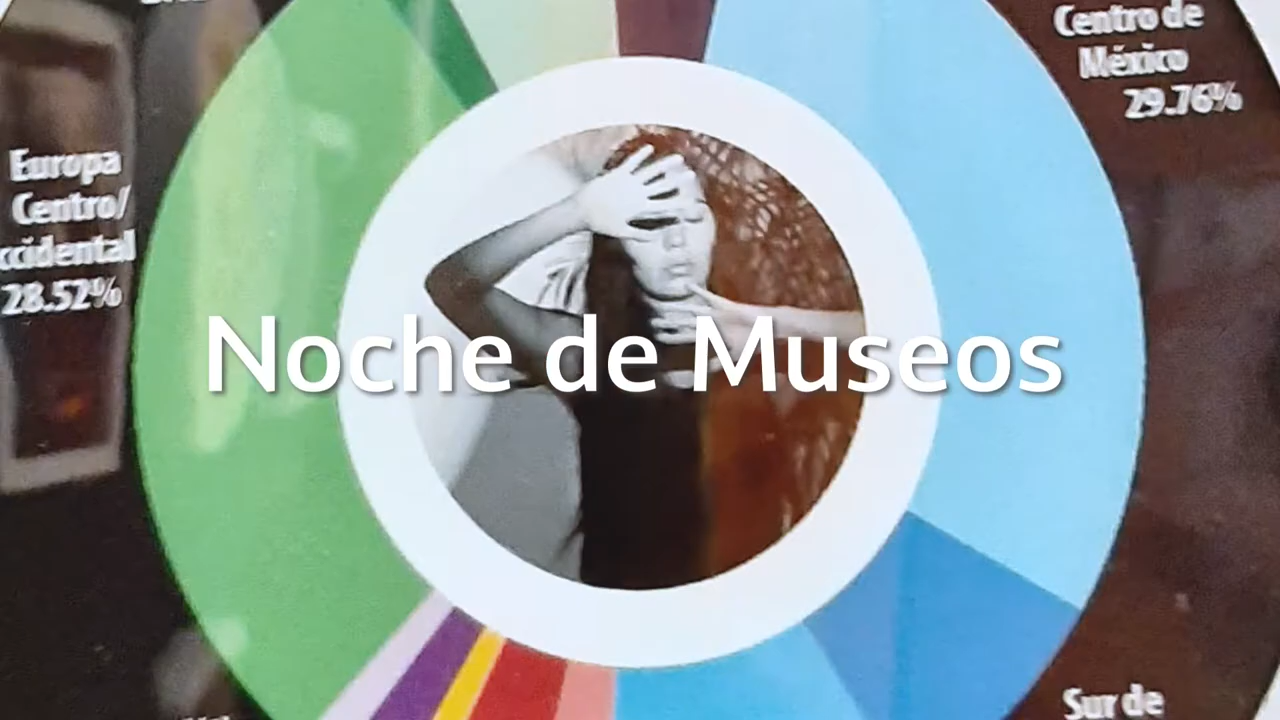 Centro de
México
29.76%
Europa
Centro/
ccidental
28.52%
Noche de Museos
Sur de